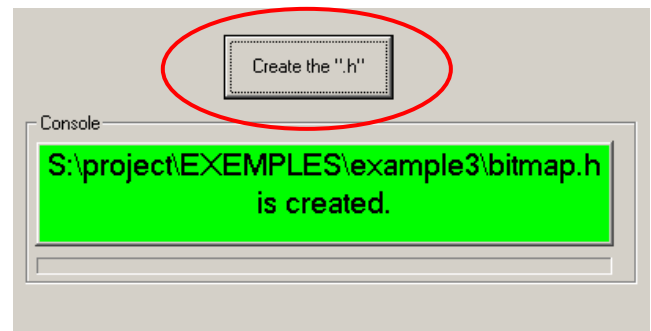 Create the ".h"
Console
S:\project\EXEMPLES\example3\bitmap.h
is created.